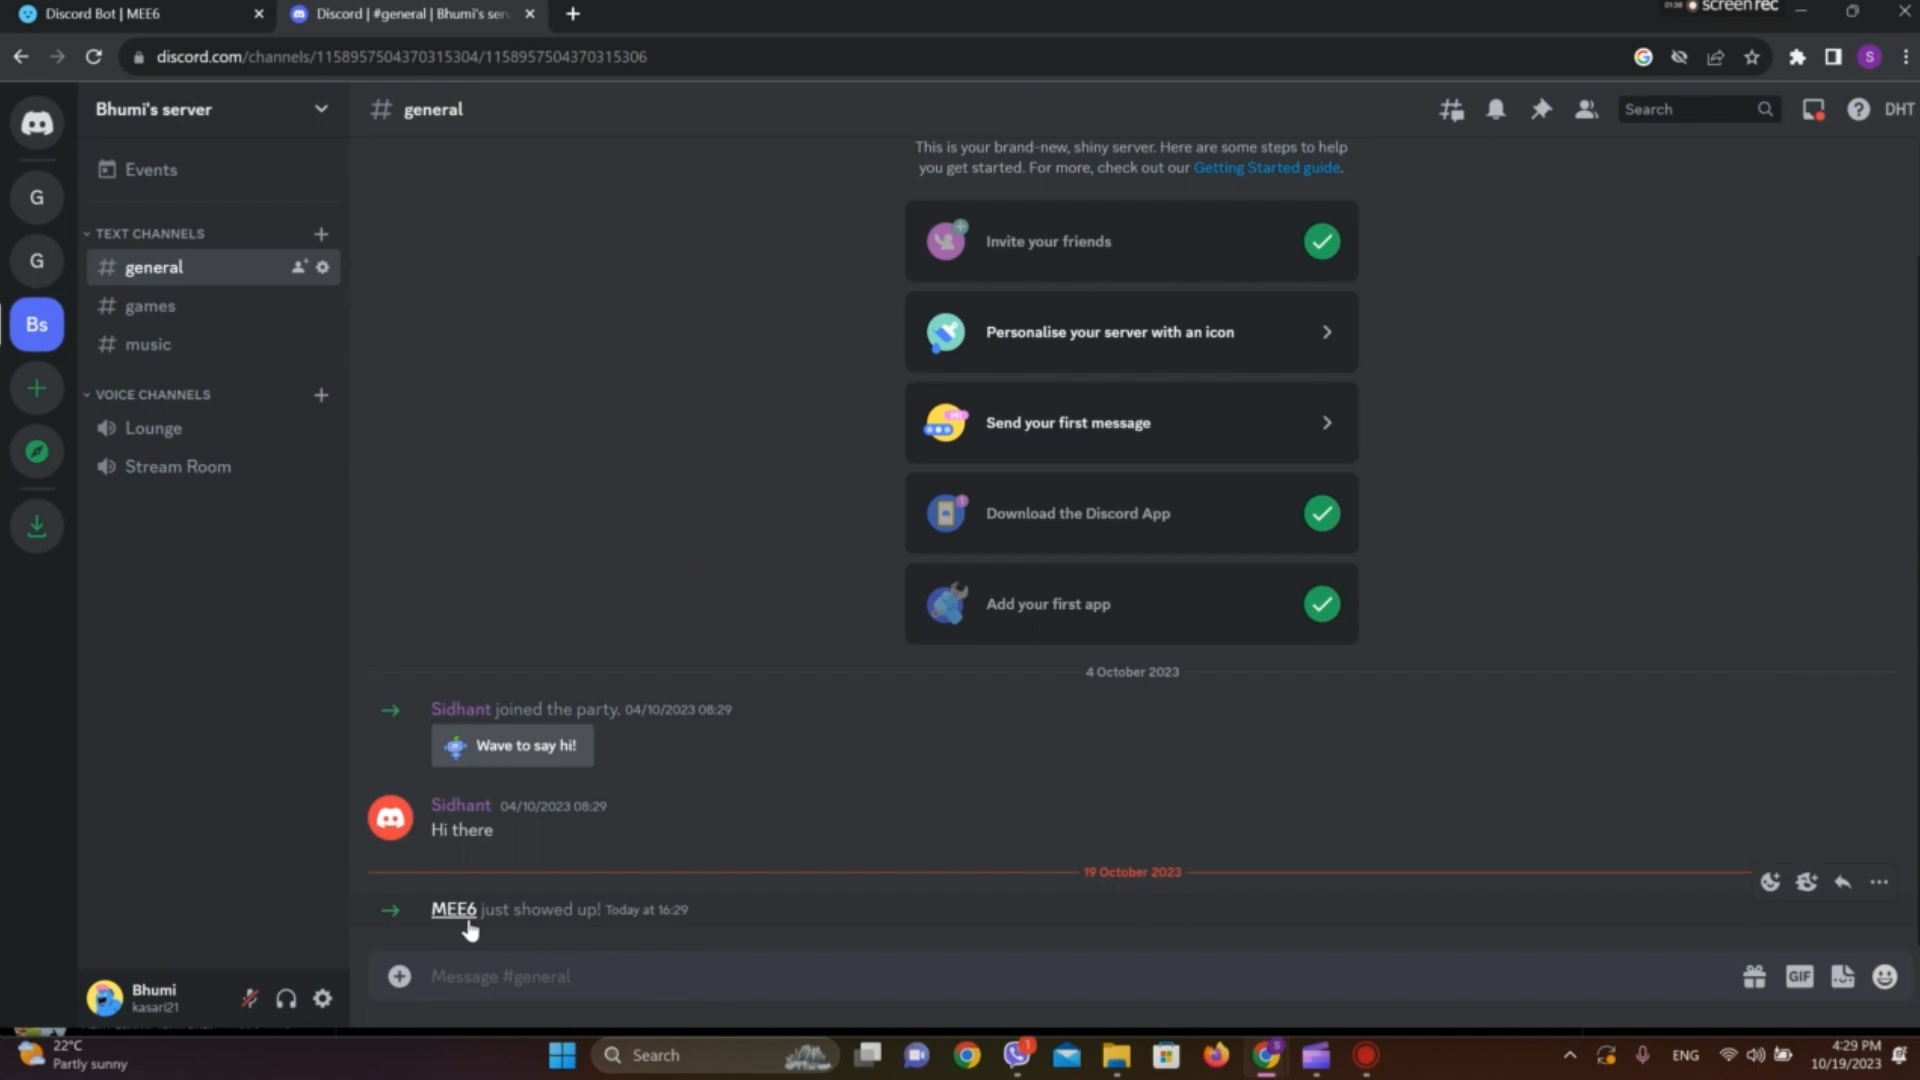 Discord Bot | MEE6
Discord | #general | Bhumi's ser
01:36 screenrec
discord.com/channels/1158957504370315304/1158957504370315306
S
Bhumi's server
general
Search
DHT
Events
This is your brand-new, shiny server. Here are some steps to help
you get started. For more, check out our Getting Started guide.
G
TEXT CHANNELS
general
Invite your friends
G
games
Bs
music
Personalise your server with an icon
VOICE CHANNELS
Lounge
Send your first message
Stream Room
Download the Discord App
Add your first app
4 October 2023
Sidhant joined the party. 04/10/2023 08:29
Wave to say hi!
Sidhant 04/10/2023 08:29
Hi there
19 October 2023
MEE6 just showed up! Today at 16:29
Message #general
GIF
Bhumi
kasari21
22°C
Partly sunny
Search
1
S
ENG
4:29 PM
10/19/2023